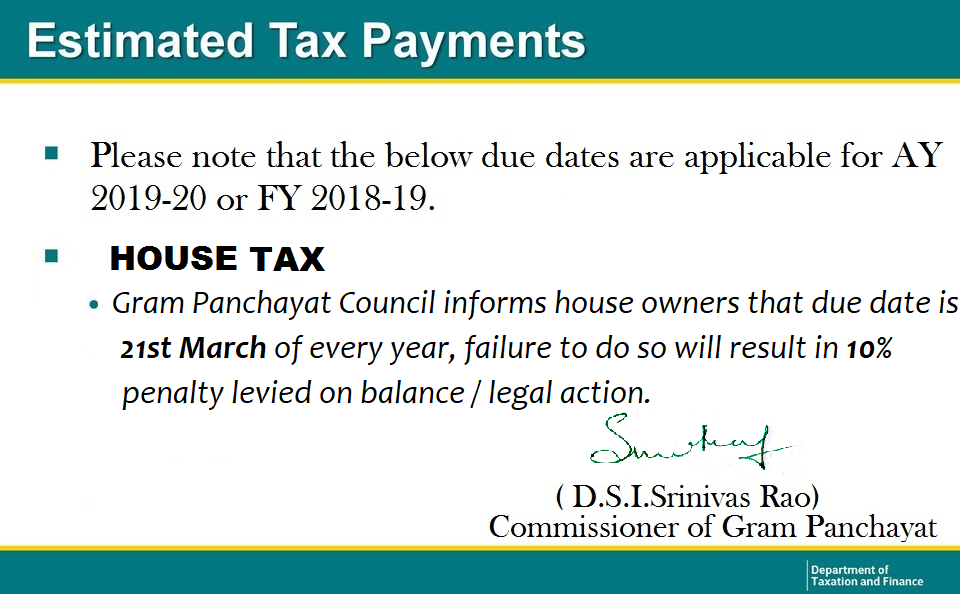 Estimated Tax Payments
Please note that the below due dates are applicable for AY
2019-20 or FY 2018-19.
HOUSE TAX
Gram Panchayat Council informs house owners that due date is
21st March of every year, failure to do so will result in 10%
penalty levied on balance / legal action.
( D.S.I.Srinivas Rao)
Commissioner of Gram Panchayat
Department of
Taxation and Finance